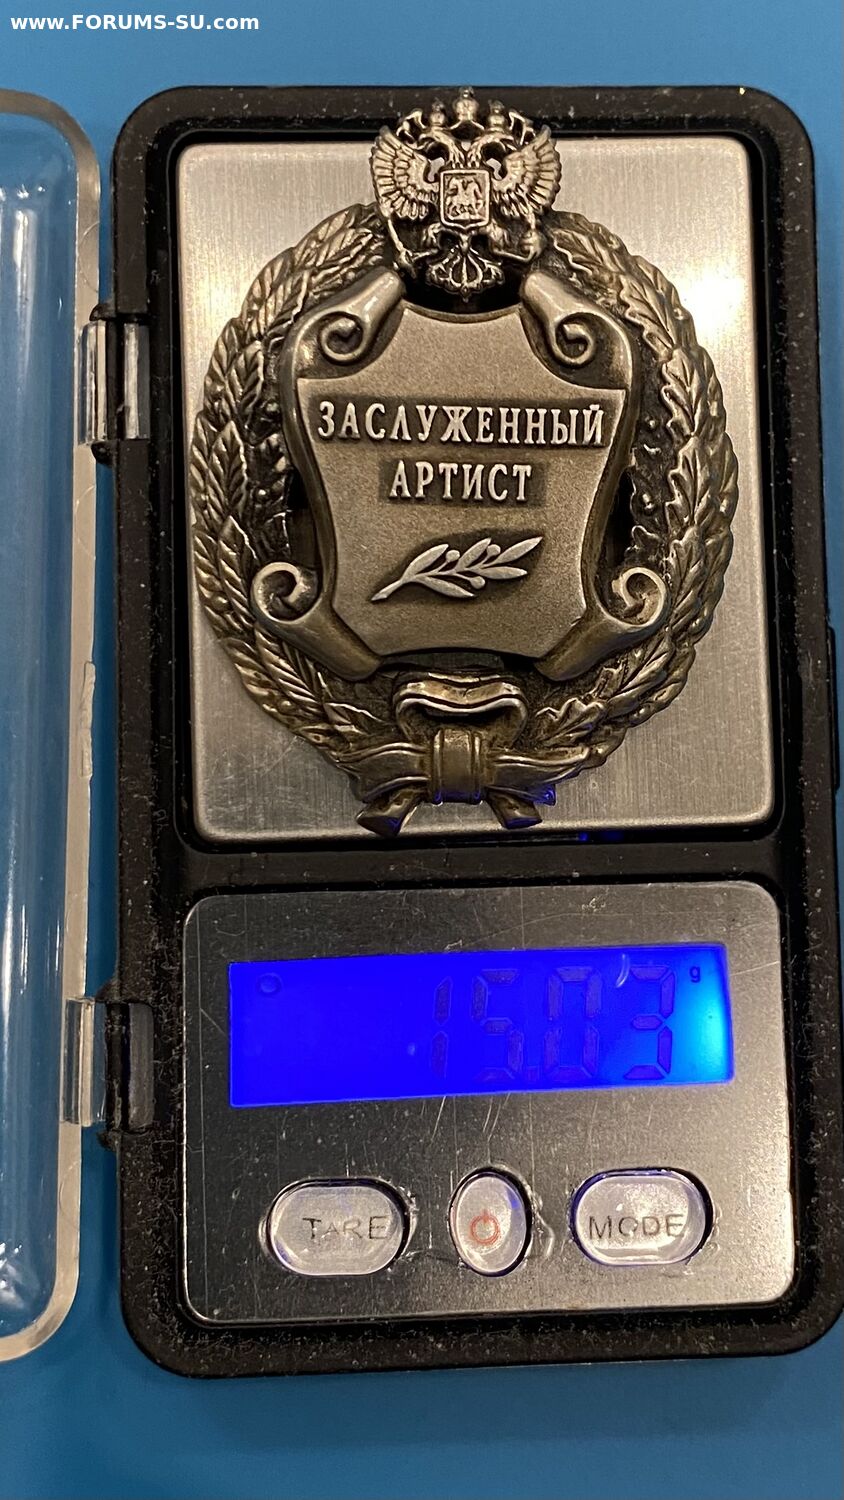 www.FORUMS-SU.com
ЗАСЛУЖЕННЫЙ
АРТИСТ
15.03 g
TARE
MODE